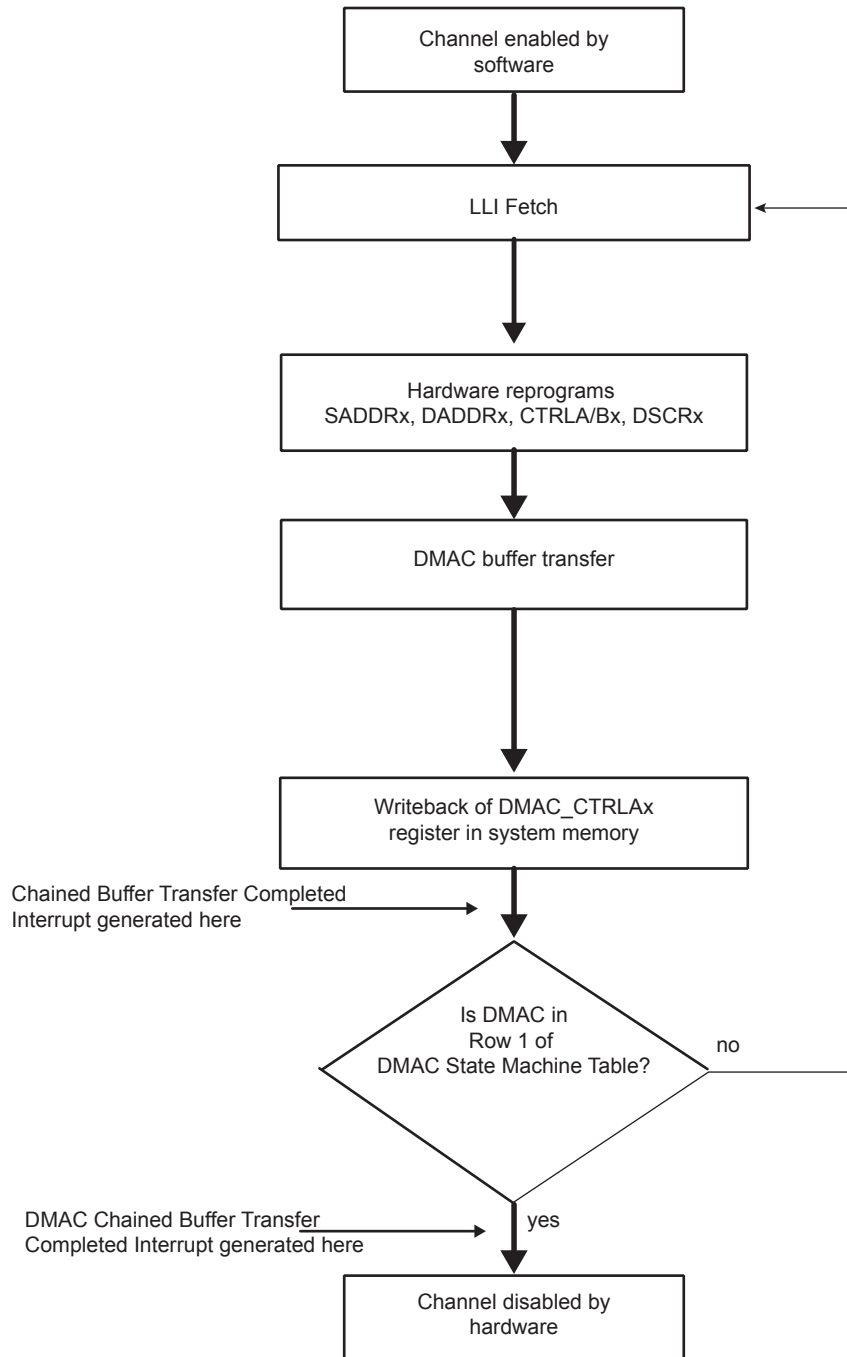 Channel enabled by
software
LLI Fetch
Hardware reprograms
SADDRx, DADDRx, CTRLA/Bx, DSCRx
DMAC buffer transfer
Writeback of DMAC_CTRLAx
register in system memory
Chained Buffer Transfer Completed
Interrupt generated here
Is DMAC in
Row 1 of
DMAC State Machine Table?
no
yes
DMAC Chained Buffer Transfer
Completed Interrupt generated here
Channel disabled by
hardware